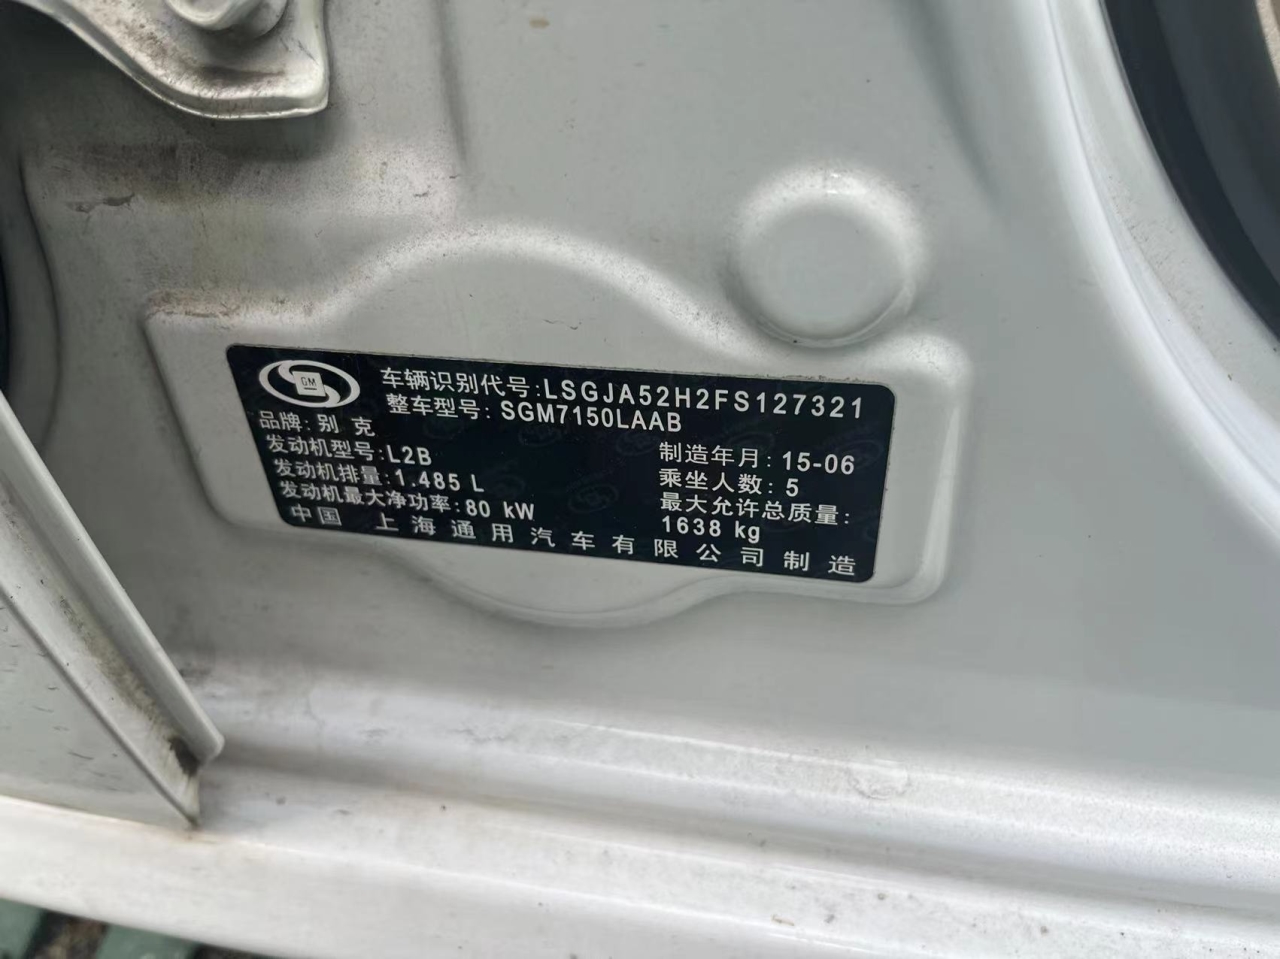 GM
车辆识别代号:LSGJA52H2FS127321
整车型号: SGM7150LAAB
品牌: 别 克
发动机型号: L2B
制造年月: 15-06
发动机排量: 1.485 L
乘坐人数: 5
发动机最大净功率: 80 kW
最大允许总质量:
1638 kg
中国 上海通用汽车有限公司制造